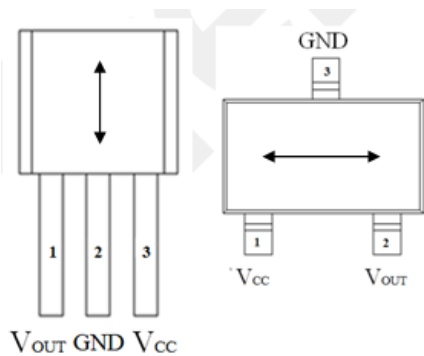 GND
3
1 2 3
1 2
VCC VOUT
VOUT GND VCC